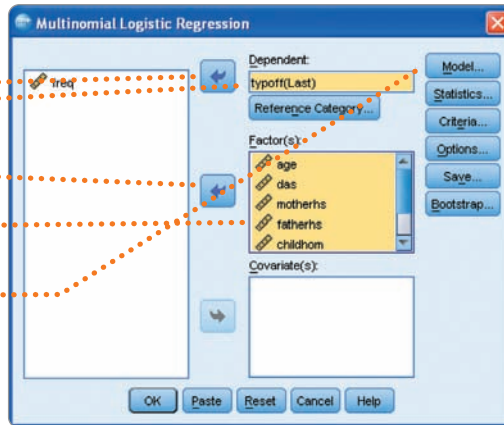 Multinomial Logistic Regression
freq
Dependent:
typoff(Last)
Reference Category...
Factor(s):
age
das
motherhs
fatherhs
childhom
Covariate(s):
Model...
Statistics...
Criteria...
Options...
Save...
Bootstrap...
OK
Paste
Reset
Cancel
Help